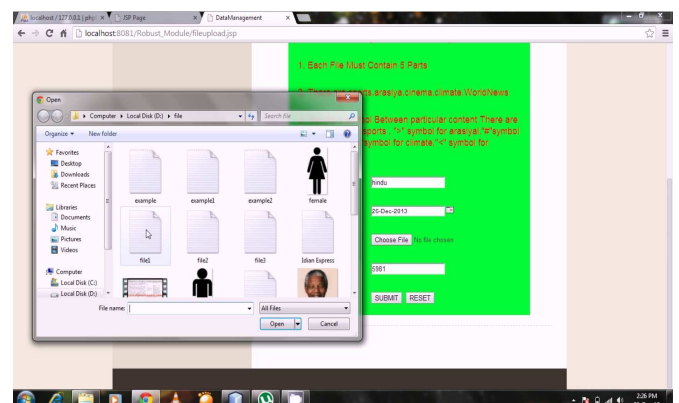 localhost / 127.0.0.1 | php
JSP Page
DataManagement
localhost:8081/Robust_Module/fileupload.jsp
1. Each File Must Contain 5 Parts
arasiya,cinema,climate,WorldNews
Between particular content There are
">" symbol for arasiyal,"#"symbol
symbol for climate,"<" symbol for
hindu
26-Dec-2013
Choose File No file chosen
5981
SUBMIT RESET
Open
Computer
Local Disk (D:)
file
Search file
Organize
New folder
Favorites
Desktop
Downloads
Recent Places
Libraries
Documents
Music
Pictures
Videos
Computer
Local Disk (C:)
Local Disk (D:)
example
example1
example2
female
file1
file2
file3
Idian Express
File name:
All Files
Open
Cancel
2:26 PM